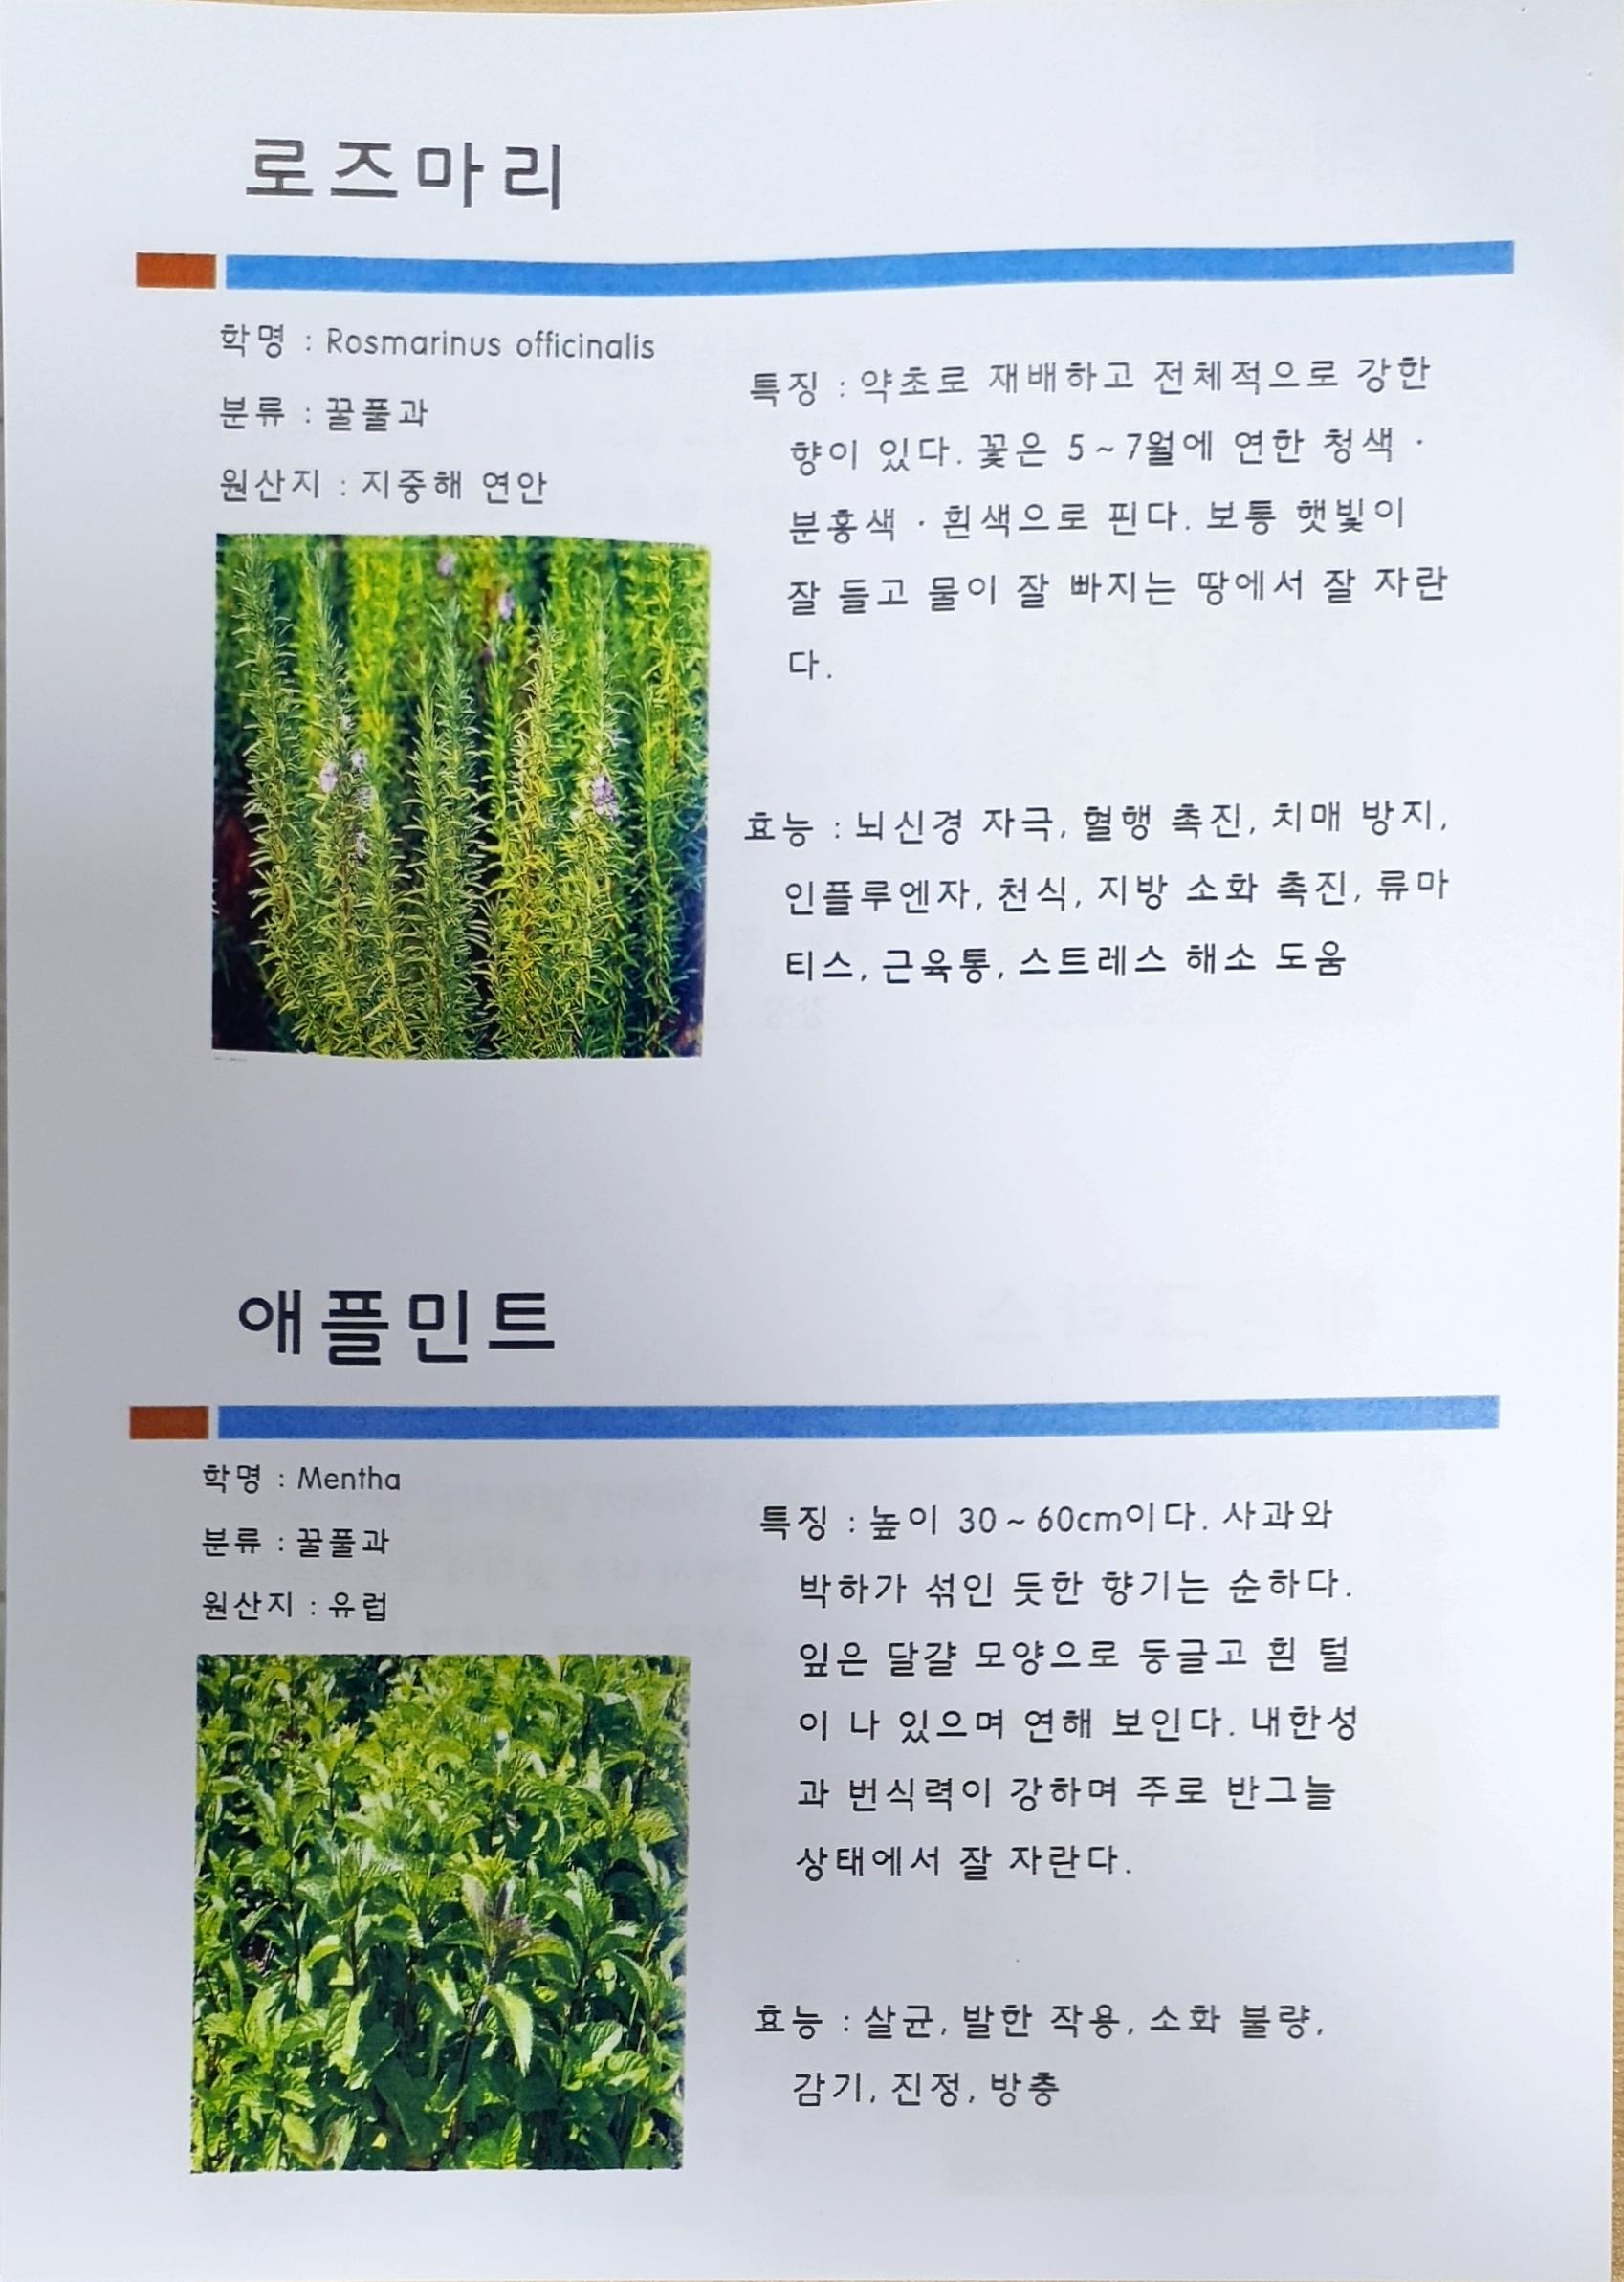 로즈마리
학명 : Rosmarinus officinalis
분류 : 꿀풀과
원산지 : 지중해 연안
특징 : 약초로 재배하고 전체적으로 강한
향이 있다. 꽃은 5~7월에 연한 청색 ·
분홍색 · 흰색으로 핀다. 보통 햇빛이
잘 들고 물이 잘 빠지는 땅에서 잘 자란
다.
효능 : 뇌신경 자극, 혈행 촉진, 치매 방지,
인플루엔자, 천식, 지방 소화 촉진, 류마
티스, 근육통, 스트레스 해소 도움
애플민트
학명 : Mentha
분류 : 꿀풀과
원산지 : 유럽
특징 : 높이 30~60cm이다. 사과와
박하가 섞인 듯한 향기는 순하다.
잎은 달걀 모양으로 둥글고 흰 털
이 나 있으며 연해 보인다. 내한성
과 번식력이 강하며 주로 반그늘
상태에서 잘 자란다.
효능 : 살균, 발한 작용, 소화 불량,
감기, 진정, 방충